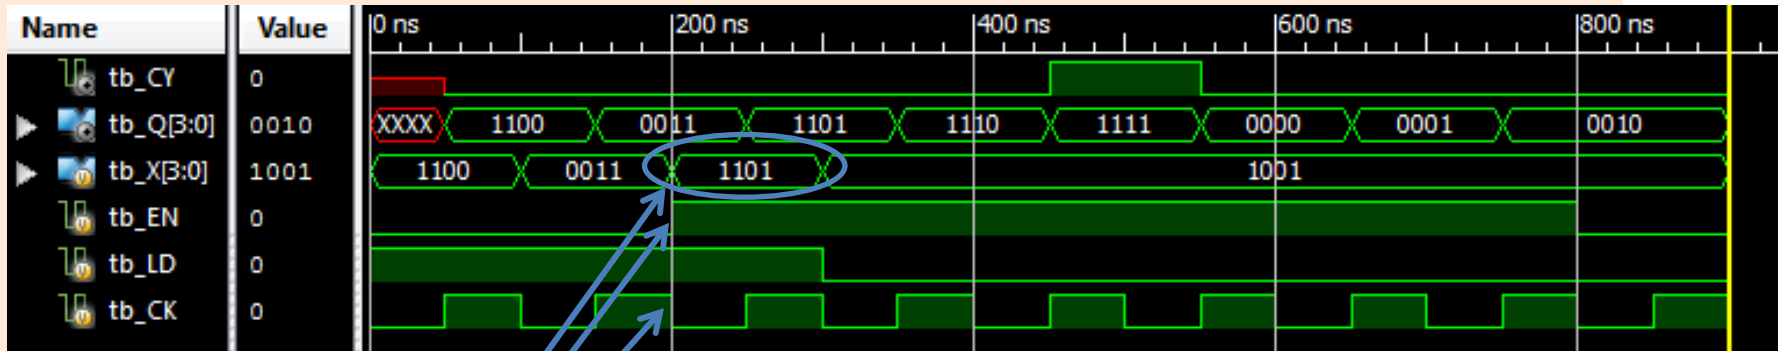 Name Value 0 ns 200 ns 400 ns 600 ns 800 ns
tb_CY 0
tb_Q[3:0] 0010 XXXX 1100 0011 1101 1110 1111 0000 0001 0010
tb_X[3:0] 1001 1100 0011 1101 1001
tb_EN 0
tb_LD 0
tb_CK 0